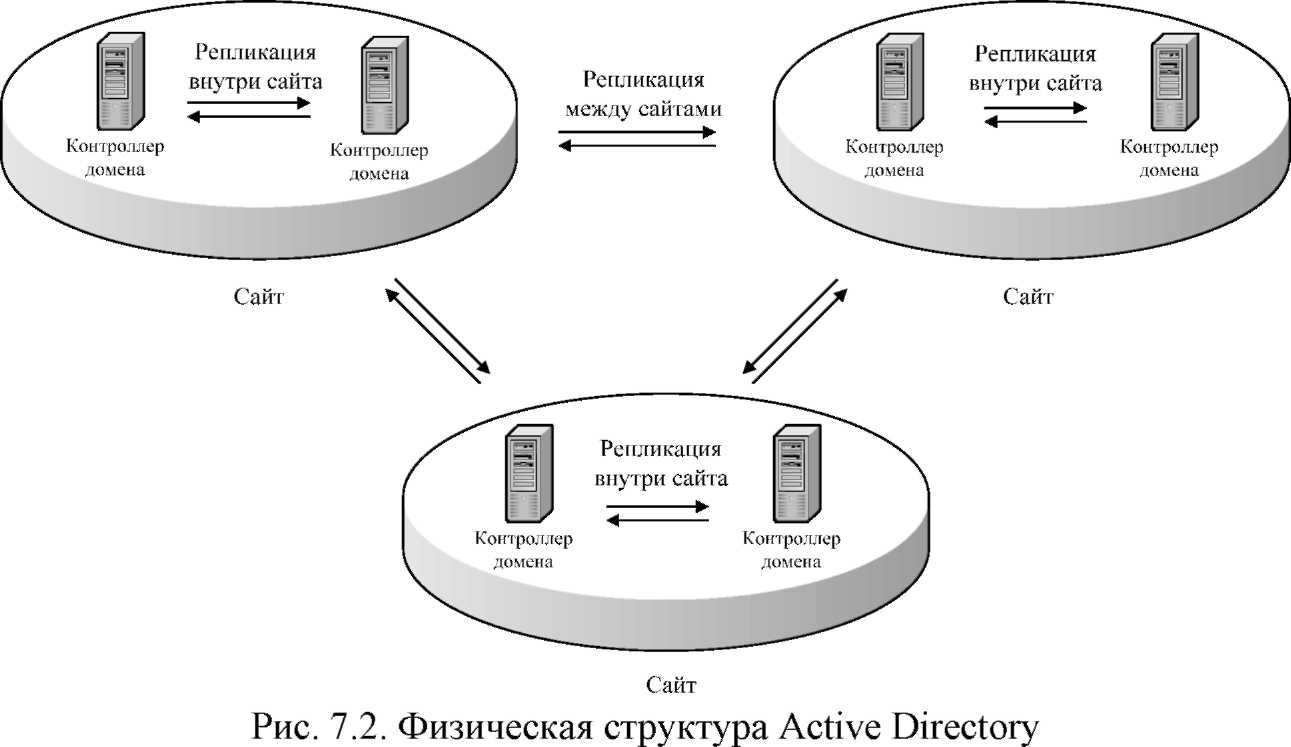 Репликация
внутри сайта
Контроллер
домена
Контроллер
домена
Сайт
Репликация
между сайтами
Репликация
внутри сайта
Контроллер
домена
Контроллер
домена
Сайт
Репликация
внутри сайта
Контроллер
домена
Контроллер
домена
Сайт
Рис. 7.2. Физическая структура Active Directory